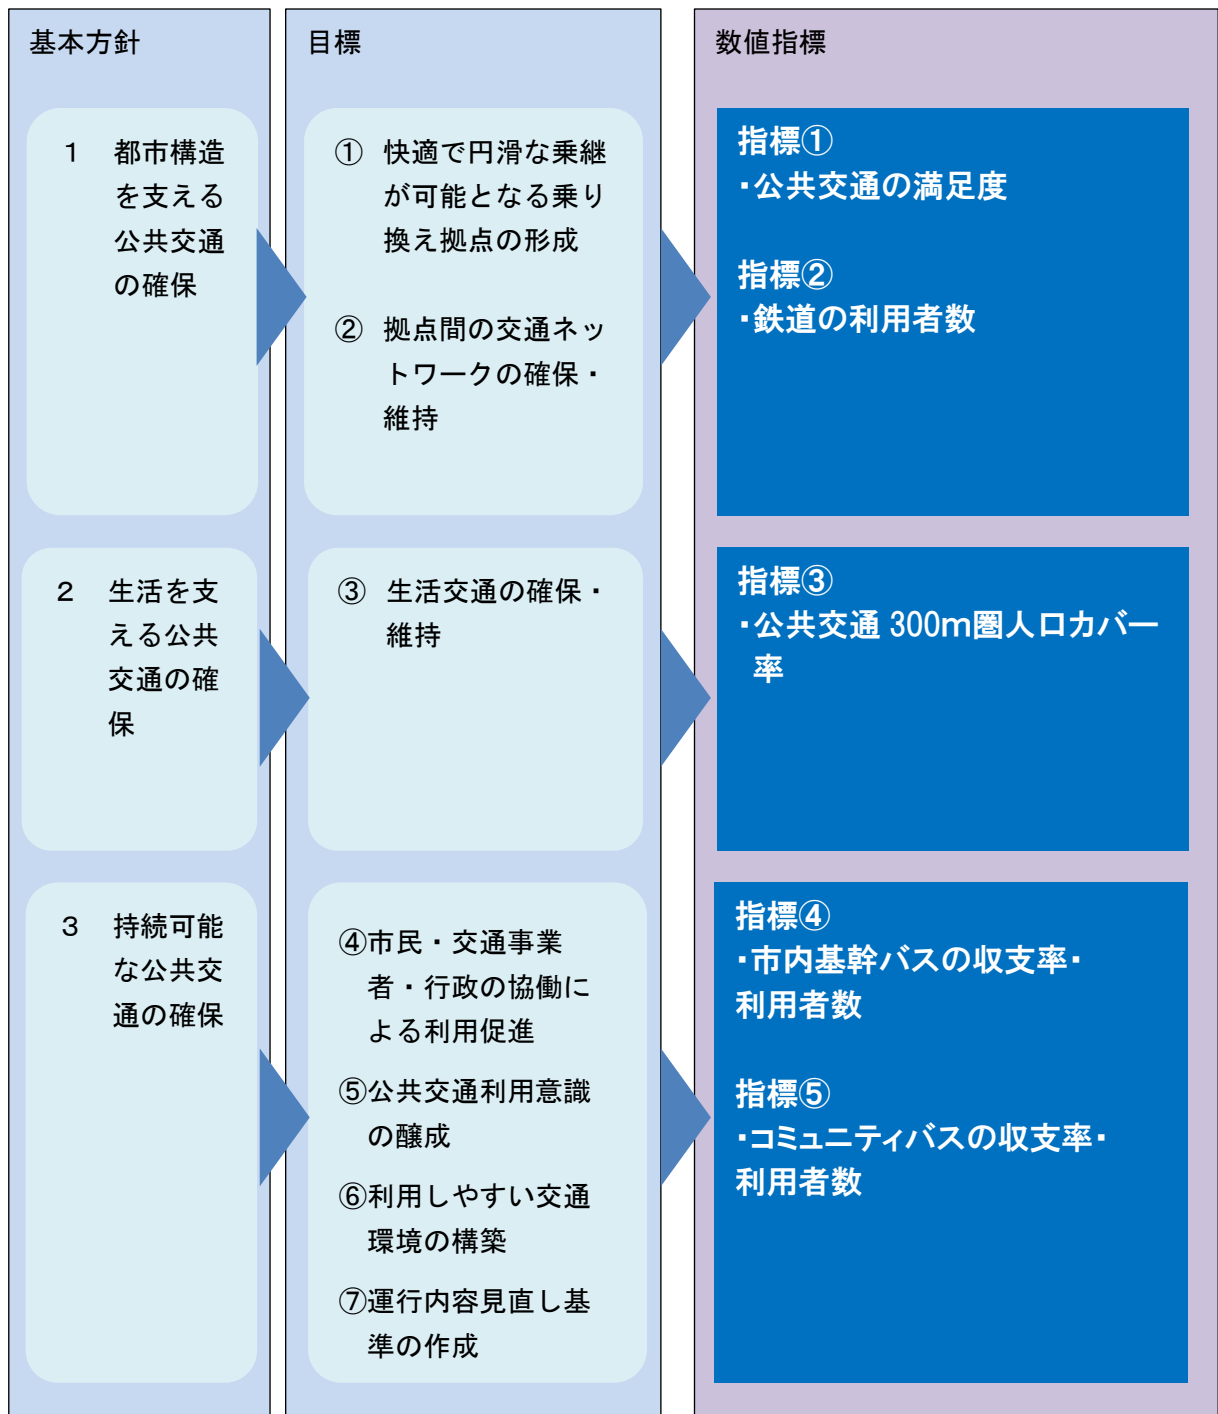 基本方針
目標
数値指標
1 都市構造
を支える
公共交通
の確保
① 快適で円滑な乗継
が可能となる乗り
換え拠点の形成
② 拠点間の交通ネッ
トワークの確保・
維持
指標①
・公共交通の満足度
指標②
・鉄道の利用者数
2 生活を支
える公共
交通の確
保
③ 生活交通の確保・
維持
指標③
・公共交通 300m圏人口カバー
率
3 持続可能
な公共交
通の確保
④市民・交通事業
者・行政の協働に
よる利用促進
⑤公共交通利用意識
の醸成
⑥利用しやすい交通
環境の構築
⑦運行内容見直し基
準の作成
指標④
・市内基幹バスの収支率・
利用者数
指標⑤
・コミュニティバスの収支率・
利用者数